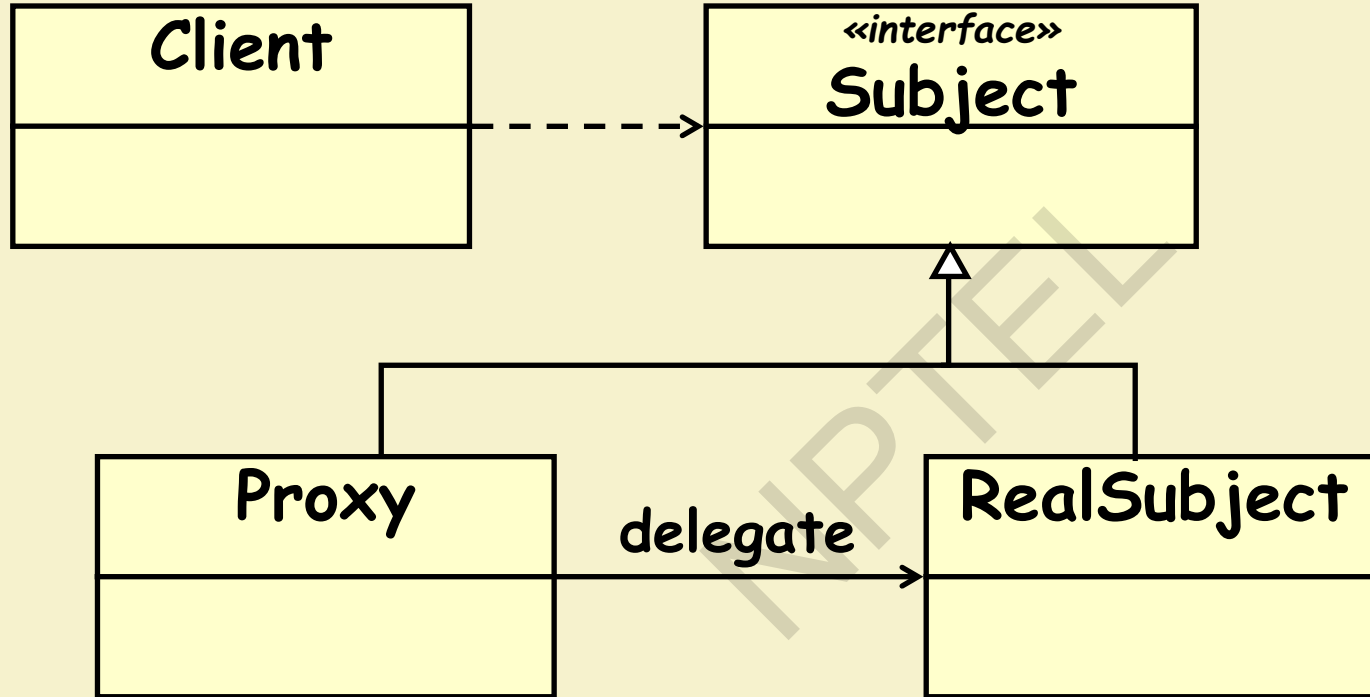 Client
«interface»
Subject
Proxy
delegate
RealSubject
NPTEL